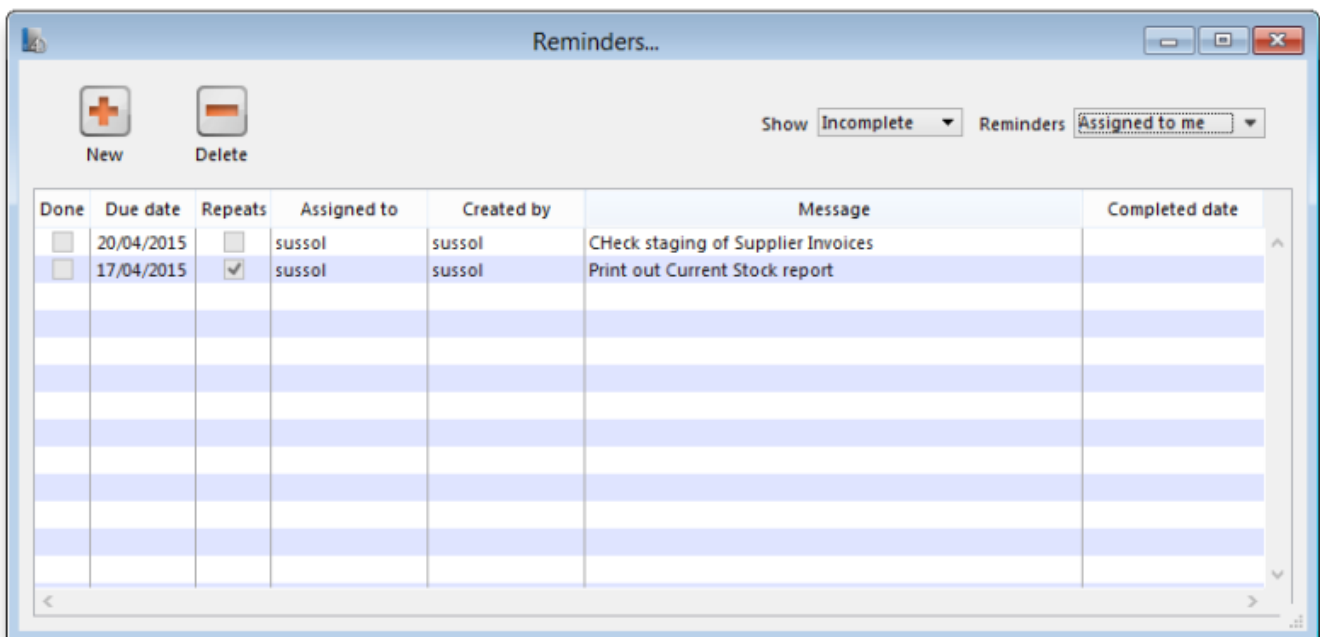 Reminders...
New Delete Show Incomplete Reminders Assigned to me
Done Due date Repeats Assigned to Created by Message Completed date
20/04/2015 sussol sussol CHeck staging of Supplier Invoices
17/04/2015 sussol sussol Print out Current Stock report